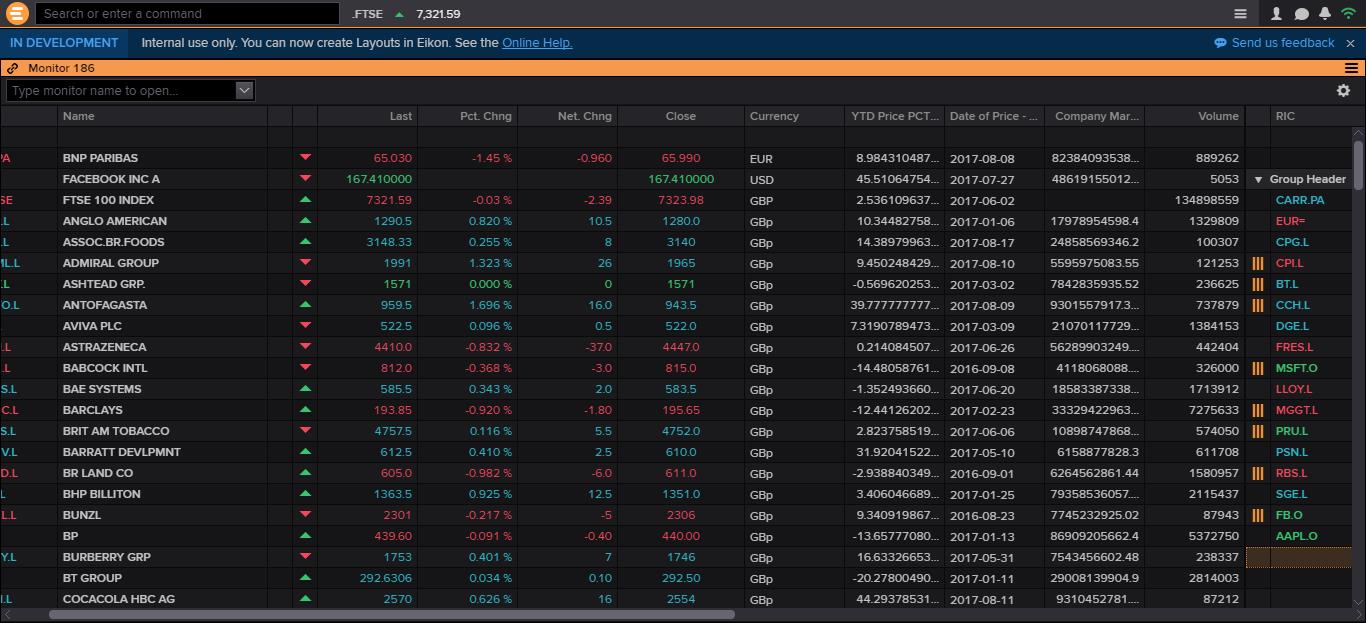 Search or enter a command .FTSE 7,321.59
IN DEVELOPMENT Internal use only. You can now create Layouts in Eikon. See the Online Help. Send us feedback
Monitor 186
Type monitor name to open...
Name Last Pct. Chng Net. Chng Close Currency YTD Price PCT... Date of Price - ... Company Mar... Volume RIC
PA BNP PARIBAS 65.030 -1.45 % -0.960 65.990 EUR 8.984310487... 2017-08-08 82384093538... 889262
FACEBOOK INC A 167.410000 167.410000 USD 45.51064754... 2017-07-27 48619155012... 5053 Group Header
SE FTSE 100 INDEX 7321.59 -0.03 % -2.39 7323.98 GBP 2.536109637... 2017-06-02 134898559 CARR.PA
.L ANGLO AMERICAN 1290.5 0.820 % 10.5 1280.0 GBp 10.34482758... 2017-01-06 17978954598.4 1329809 EUR=
.L ASSOC.BR.FOODS 3148.33 0.255 % 8 3140 GBp 14.38979963... 2017-08-17 24858569346.2 100307 CPG.L
ML.L ADMIRAL GROUP 1991 1.323 % 26 1965 GBp 9.450248429... 2017-08-10 5595975083.55 121253 CPI.L
.L ASHTEAD GRP. 1571 0.000 % 0 1571 GBp -0.569620253... 2017-03-02 7842835935.52 236625 BT.L
O.L ANTOFAGASTA 959.5 1.696 % 16.0 943.5 GBp 39.777777777... 2017-08-09 9301557917.3... 737879 CCH.L
AVIVA PLC 522.5 0.096 % 0.5 522.0 GBp 7.3190789473... 2017-03-09 21070117729... 1384153 DGE.L
.L ASTRAZENECA 4410.0 -0.832 % -37.0 4447.0 GBp 0.214084507... 2017-06-26 56289903249.... 442404 FRES.L
.L BABCOCK INTL 812.0 -0.368 % -3.0 815.0 GBp -14.48058761... 2016-09-08 4118068088.... 326000 MSFT.O
S.L BAE SYSTEMS 585.5 0.343 % 2.0 583.5 GBp -1.352493660... 2017-06-20 18583387338... 1713912 LLOY.L
C.L BARCLAYS 193.85 -0.920 % -1.80 195.65 GBp -12.44126202... 2017-02-23 33329422963... 7275633 MGGT.L
S.L BRIT AM TOBACCO 4757.5 0.116 % 5.5 4752.0 GBp 2.823758519... 2017-06-06 10898747868... 574050 PRU.L
V.L BARRATT DEVLPMNT 612.5 0.410 % 2.5 610.0 GBp 31.92041522... 2017-05-10 6158877828.3 611708 PSN.L
D.L BR LAND CO 605.0 -0.982 % -6.0 611.0 GBp -2.938840349... 2016-09-01 6264562861.44 1580957 RBS.L
L BHP BILLITON 1363.5 0.925 % 12.5 1351.0 GBp 3.406046689... 2017-01-25 79358536057.... 2115437 SGE.L
L.L BUNZL 2301 -0.217 % -5 2306 GBp 9.340919867... 2016-08-23 7745232925.02 87943 FB.O
BP 439.60 -0.091 % -0.40 440.00 GBp -13.65777080... 2017-01-13 86909205662.4 5372750 AAPL.O
Y.L BURBERRY GRP 1753 0.401 % 7 1746 GBp 16.63326653... 2017-05-31 7543456602.48 238337
BT GROUP 292.6306 0.034 % 0.10 292.50 GBp -20.27800490... 2017-01-11 29008139904.9 2814003
I.L COCACOLA HBC AG 2570 0.626 % 16 2554 GBp 44.29378531... 2017-08-11 9310452781.... 87212